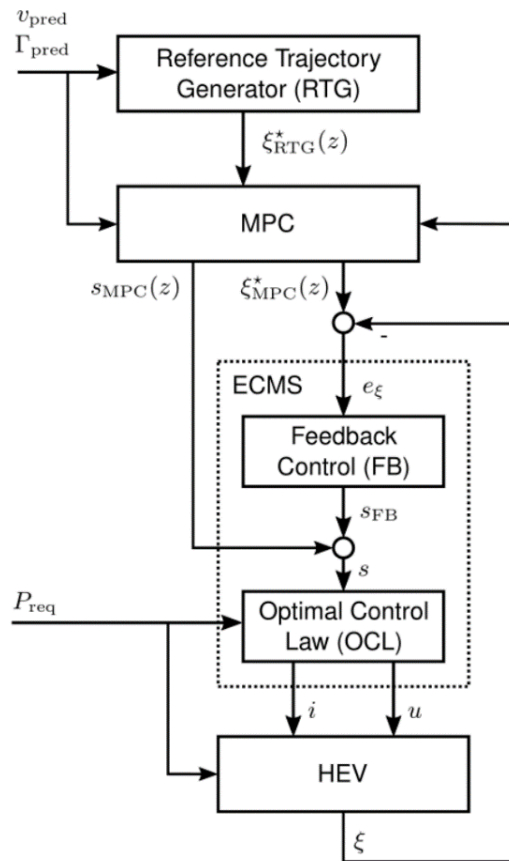 v_pred
Γ_pred
Reference Trajectory
Generator (RTG)
ξ*_RTG(z)
MPC
s_MPC(z)
ξ*_MPC(z)
-
ECMS
e_ξ
Feedback
Control (FB)
s_FB
s
P_req
Optimal Control
Law (OCL)
i
u
HEV
ξ